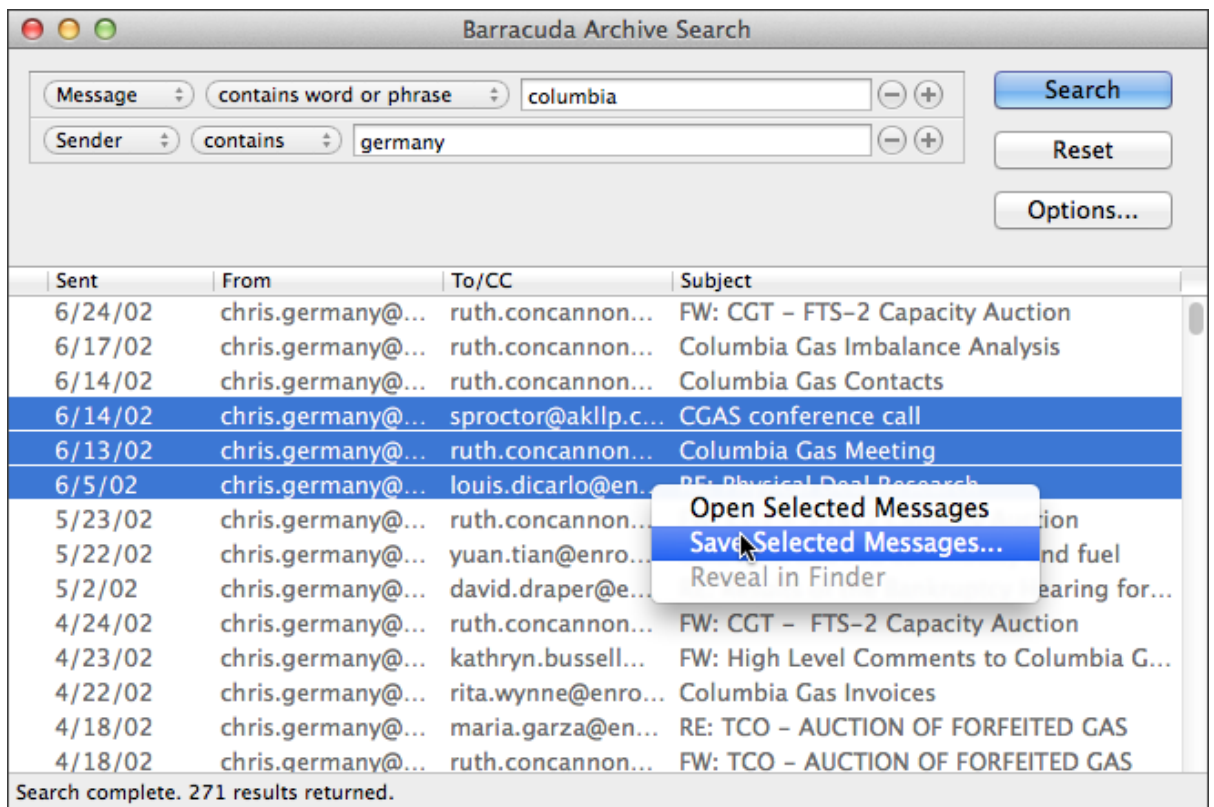 Barracuda Archive Search
Message contains word or phrase columbia Search
Sender contains germany Reset
Options...
Sent From To/CC Subject
6/24/02 chris.germany@... ruth.concannon... FW: CGT – FTS–2 Capacity Auction
6/17/02 chris.germany@... ruth.concannon... Columbia Gas Imbalance Analysis
6/14/02 chris.germany@... ruth.concannon... Columbia Gas Contacts
6/14/02 chris.germany@... sproctor@akllp.c... CGAS conference call
6/13/02 chris.germany@... ruth.concannon... Columbia Gas Meeting
6/5/02 chris.germany@... louis.dicarlo@en... RE: Physical Deal Research
Open Selected Messages
5/23/02 chris.germany@... ruth.concannon...
Save Selected Messages...
5/22/02 chris.germany@... yuan.tian@enro... fuel
Reveal in Finder
5/2/02 chris.germany@... david.draper@e... for...
4/24/02 chris.germany@... ruth.concannon... FW: CGT – FTS–2 Capacity Auction
4/23/02 chris.germany@... kathryn.bussell... FW: High Level Comments to Columbia G...
4/22/02 chris.germany@... rita.wynne@enro... Columbia Gas Invoices
4/18/02 chris.germany@... maria.garza@en... RE: TCO – AUCTION OF FORFEITED GAS
4/18/02 chris.germany@... ruth.concannon... FW: TCO – AUCTION OF FORFEITED GAS
Search complete. 271 results returned.